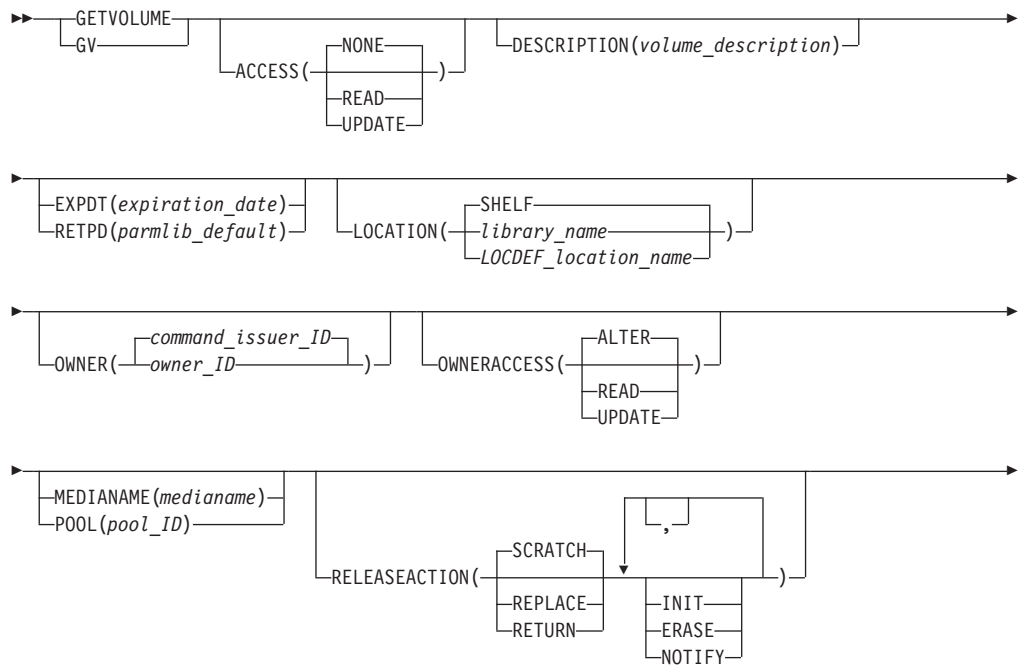 GETVOLUME
GV
ACCESS( NONE )
READ
UPDATE
DESCRIPTION(volume_description)
EXPDT(expiration_date)
RETPD(parmlib_default)
LOCATION( SHELF
library_name )
LOCDEF_location_name
OWNER( command_issuer_ID
owner_ID )
OWNERACCESS( ALTER )
READ
UPDATE
MEDIANAME(medianame)
POOL(pool_ID)
RELEASEACTION( SCRATCH
REPLACE
RETURN
,
INIT )
ERASE
NOTIFY